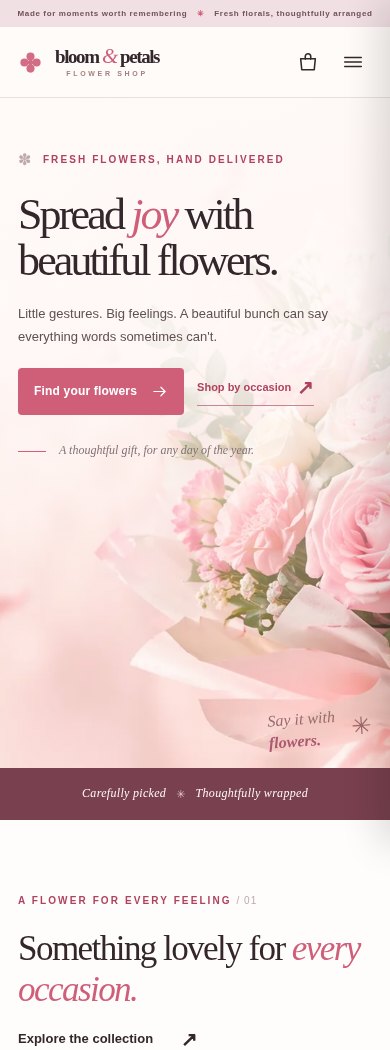 Made for moments worth remembering ✳ Fresh florals, thoughtfully arranged
bloom & petals
FLOWER SHOP
✽ FRESH FLOWERS, HAND DELIVERED
Spread joy with
beautiful flowers.
Little gestures. Big feelings. A beautiful bunch can say
everything words sometimes can't.
Find your flowers →
Shop by occasion ↗
A thoughtful gift, for any day of the year.
Say it with
flowers. ✳
Carefully picked ✳ Thoughtfully wrapped
A FLOWER FOR EVERY FEELING / 01
Something lovely for every
occasion.
Explore the collection ↗